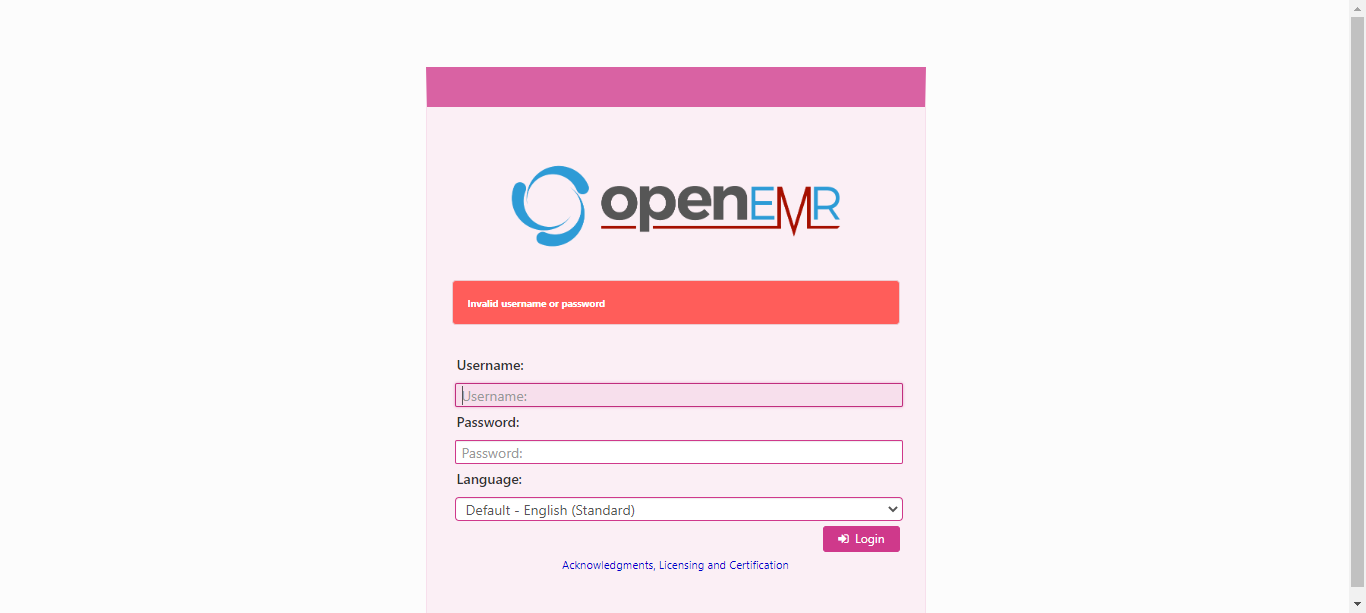 openEMR
Invalid username or password
Username:
Username:
Password:
Password:
Language:
Default - English (Standard)
Login
Acknowledgments, Licensing and Certification